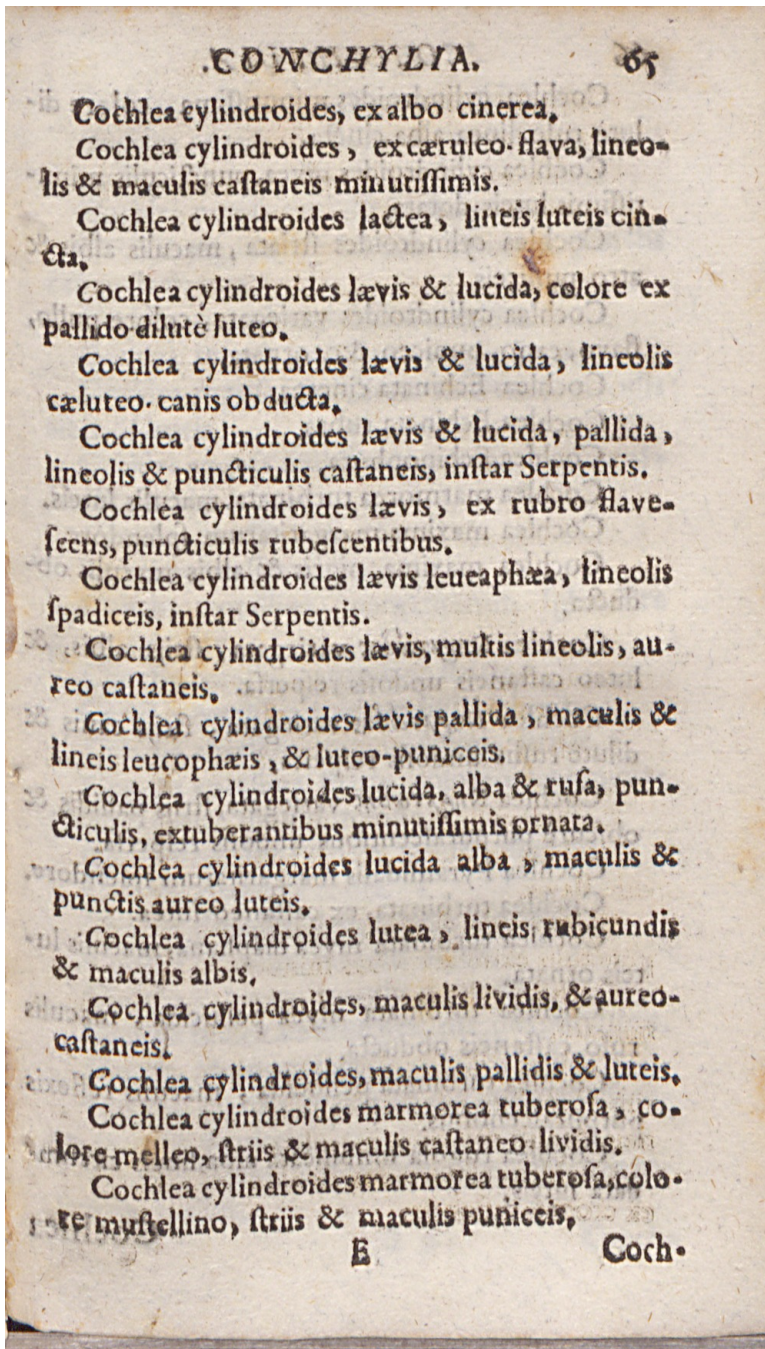 .CONCHYLIA. 65
Cochlea cylindroides, ex albo cinerea.
Cochlea cylindroides, ex cæruleo-flava, lineo-
lis & maculis caſtaneis minutiſſimis.
Cochlea cylindroides lactea, lineis luteis cin-
cta.
Cochlea cylindroides lævis & lucida, colore ex
pallido dilutè luteo.
Cochlea cylindroides lævis & lucida, lineolis
cæluteo-canis obducta.
Cochlea cylindroides lævis & lucida, pallida,
lineolis & puncticulis caſtaneis, inſtar Serpentis.
Cochlea cylindroides lævis, ex rubro flave-
ſcens, puncticulis rubeſcentibus.
Cochlea cylindroides lævis leueaphæa, lineolis
ſpadiceis, inſtar Serpentis.
Cochlea cylindroides lævis, multis lineolis, au-
reo caſtaneis.
Cochlea cylindroides lævis pallida, maculis &
lineis leucophæis, & luteo-puniceis.
Cochlea cylindroides lucida, alba & rufa, pun-
cticulis, extuberantibus minutiſſimis ornata.
Cochlea cylindroides lucida alba, maculis &
punctis aureo luteis.
Cochlea cylindroides lutea, lineis rubicundis
& maculis albis.
Cochlea cylindroides, maculis lividis, & aureo-
caſtaneis.
Cochlea cylindroides, maculis pallidis & luteis.
Cochlea cylindroides marmorea tuberoſa, co-
lore melleo, ſtriis & maculis caſtaneo lividis.
Cochlea cylindroides marmorea tuberoſa, colo-
re muſtellino, ſtriis & maculis puniceis.
E Coch-